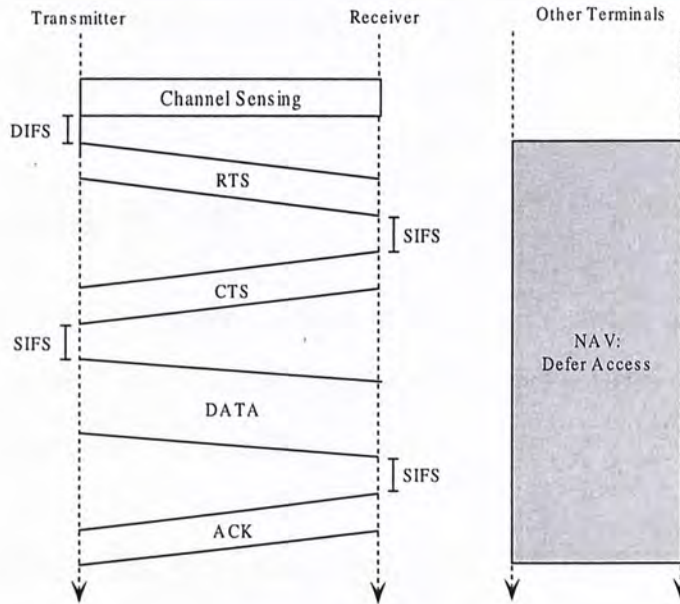 Transmitter
Receiver
Other Terminals
Channel Sensing
DIFS
RTS
SIFS
CTS
SIFS
NAV:
Defer Access
DATA
SIFS
ACK